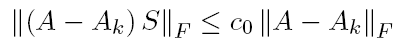 ‖(A − A_k) S‖_F ≤ c_0 ‖A − A_k‖_F